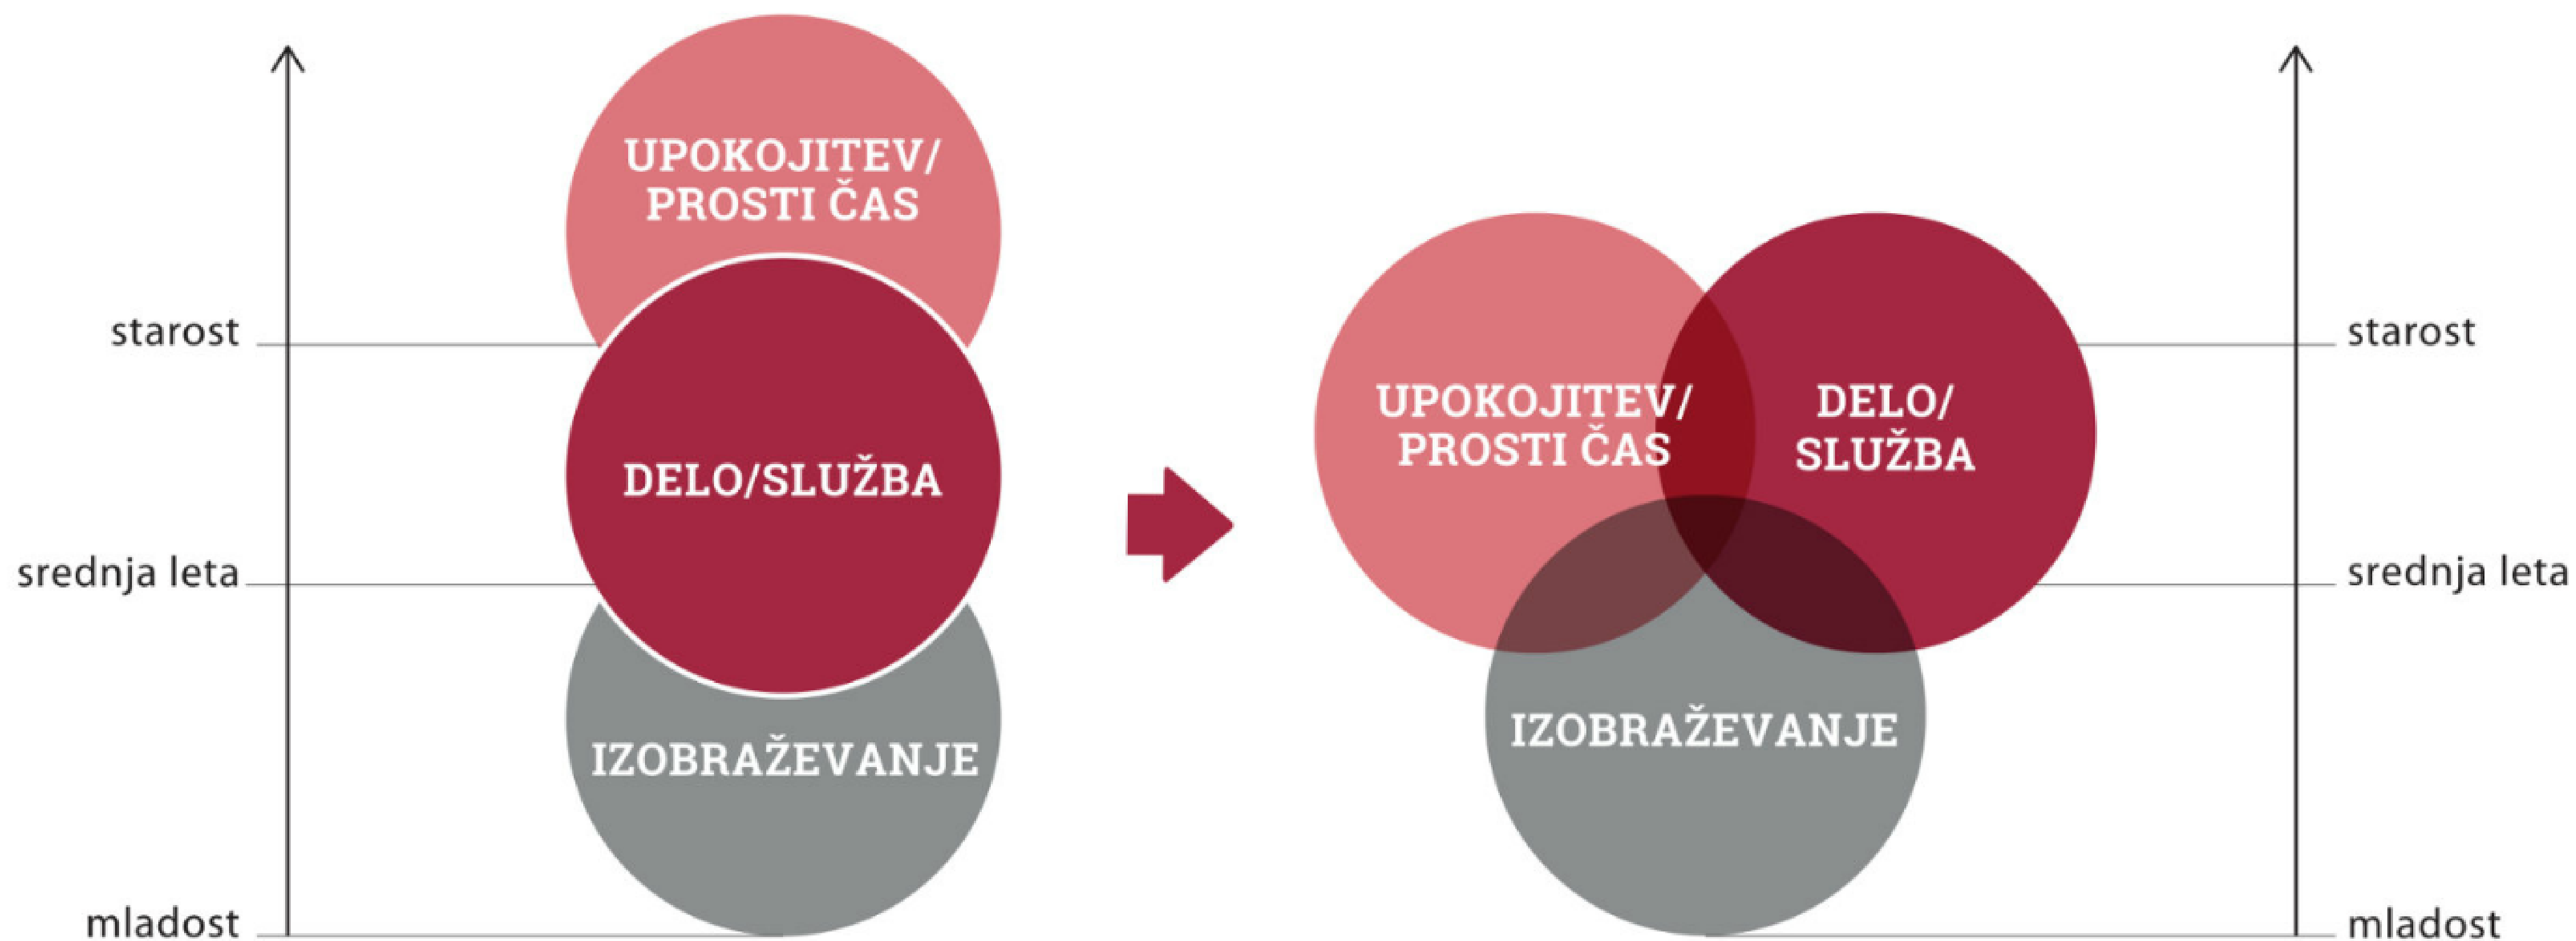 UPOKOJITEV/
PROSTI ČAS
DELO/SLUŽBA
IZOBRAŽEVANJE
starost
srednja leta
mladost
UPOKOJITEV/
PROSTI ČAS
DELO/
SLUŽBA
IZOBRAŽEVANJE
starost
srednja leta
mladost